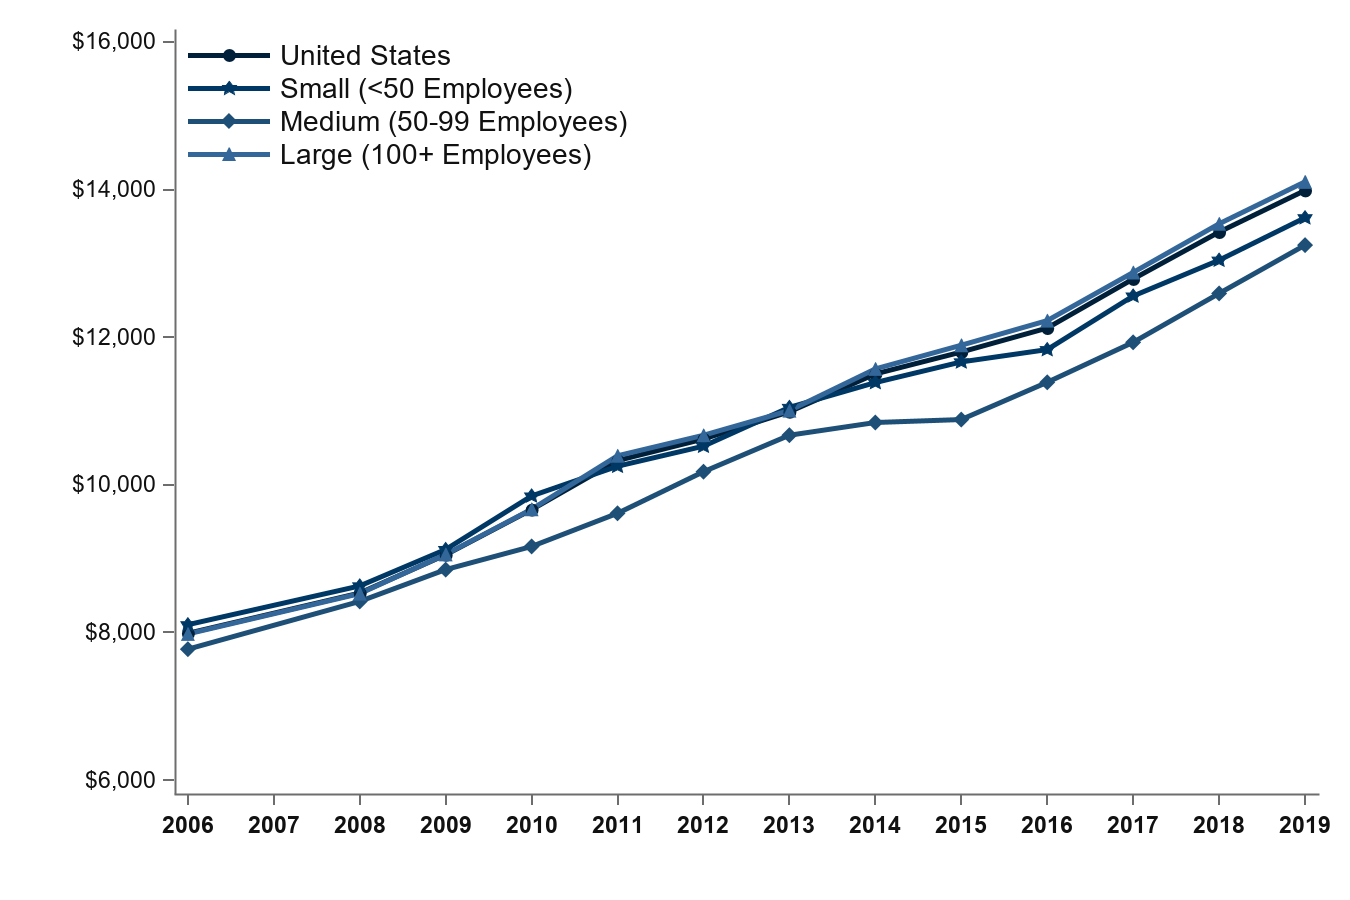 $16,000
United States
Small (<50 Employees)
Medium (50-99 Employees)
Large (100+ Employees)
$14,000
$12,000
$10,000
$8,000
$6,000
2006 2007 2008 2009 2010 2011 2012 2013 2014 2015 2016 2017 2018 2019